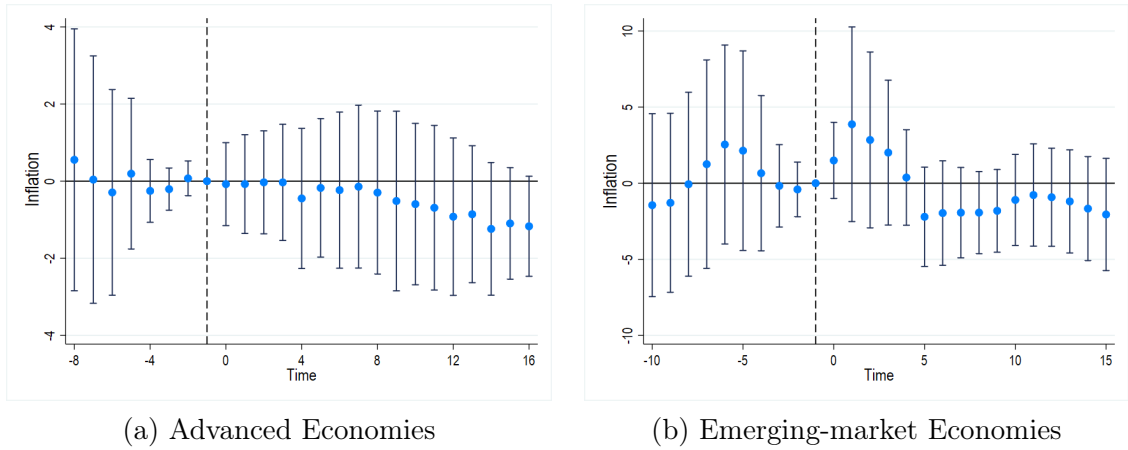 4
2
0
-2
-4
Inflation
-8 -4 0 4 8 12 16
Time
(a) Advanced Economies
10
5
0
-5
-10
Inflation
-10 -5 0 5 10 15
Time
(b) Emerging-market Economies